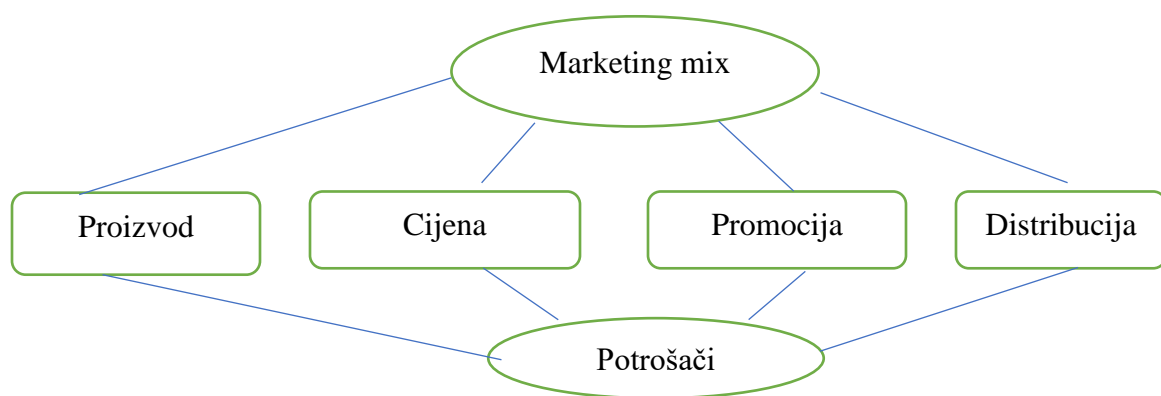 Marketing mix
Proizvod
Cijena
Promocija
Distribucija
Potrošači